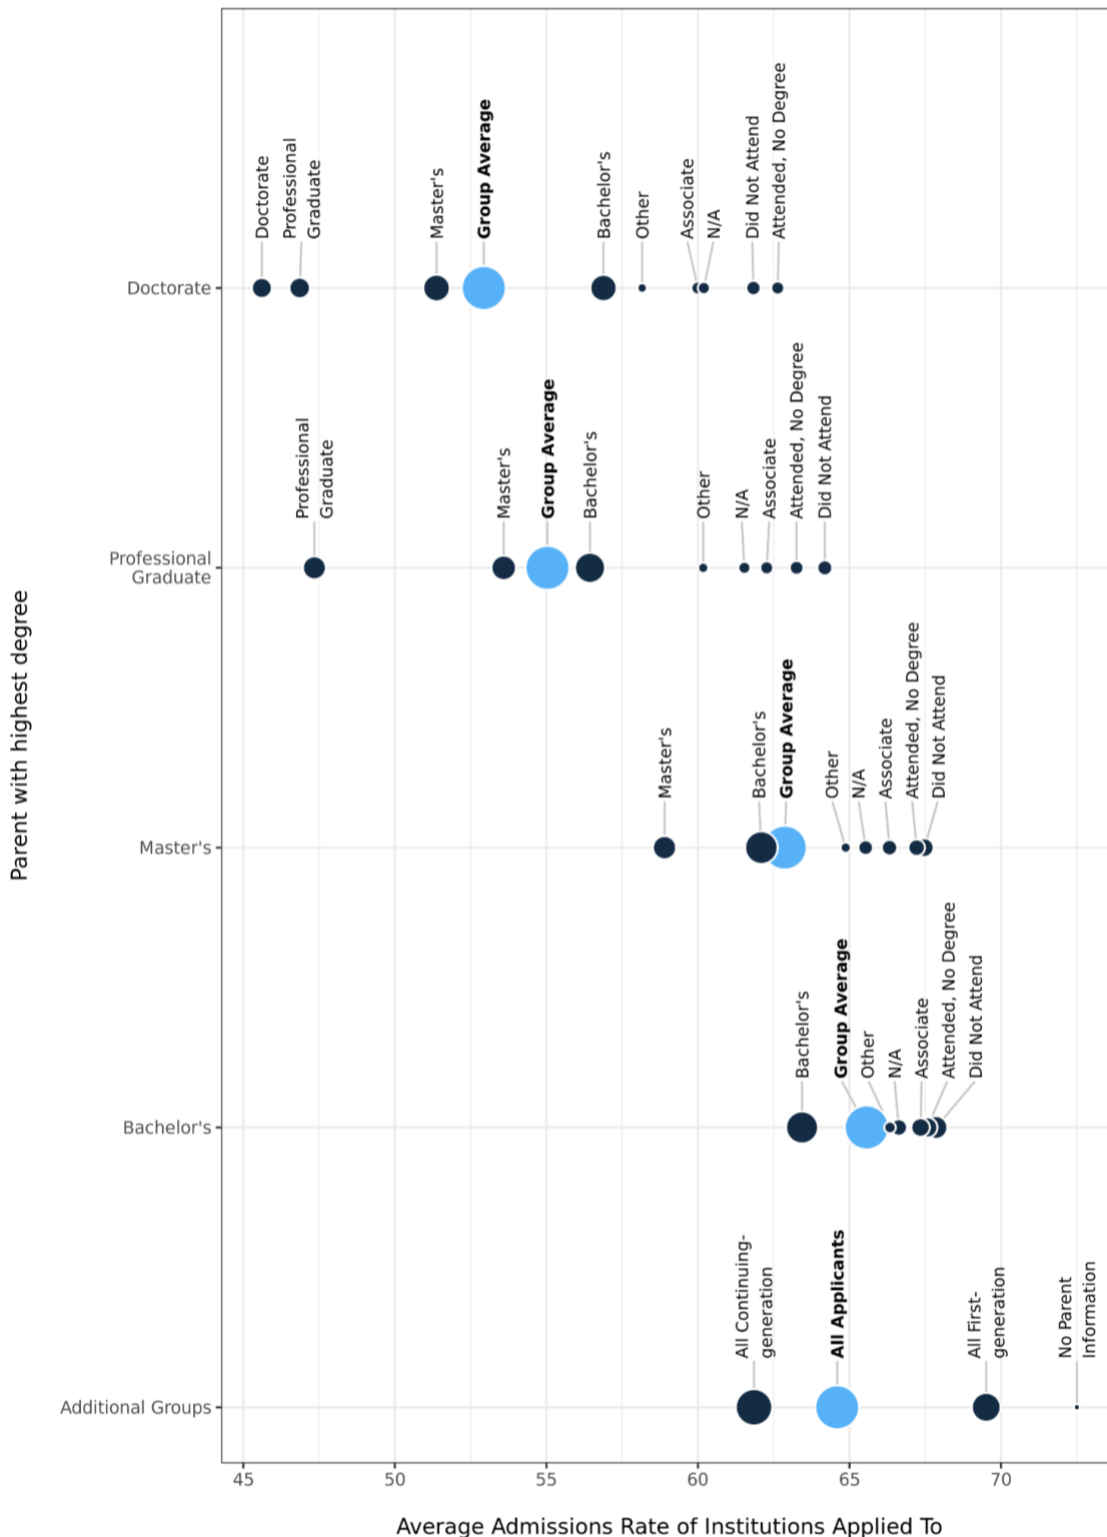 Doctorate
Professional
Graduate
Master's
Group Average
Bachelor's
Other
Associate
N/A
Did Not Attend
Attended, No Degree
Doctorate
Professional
Graduate
Master's
Group Average
Bachelor's
Other
N/A
Associate
Attended, No Degree
Did Not Attend
Professional
Graduate
Master's
Bachelor's
Group Average
Other
N/A
Associate
Attended, No Degree
Did Not Attend
Master's
Bachelor's
Group Average
Other
N/A
Associate
Attended, No Degree
Did Not Attend
Bachelor's
All Continuing-
generation
All Applicants
All First-
generation
No Parent
Information
Additional Groups
Parent with highest degree
45
50
55
60
65
70
Average Admissions Rate of Institutions Applied To